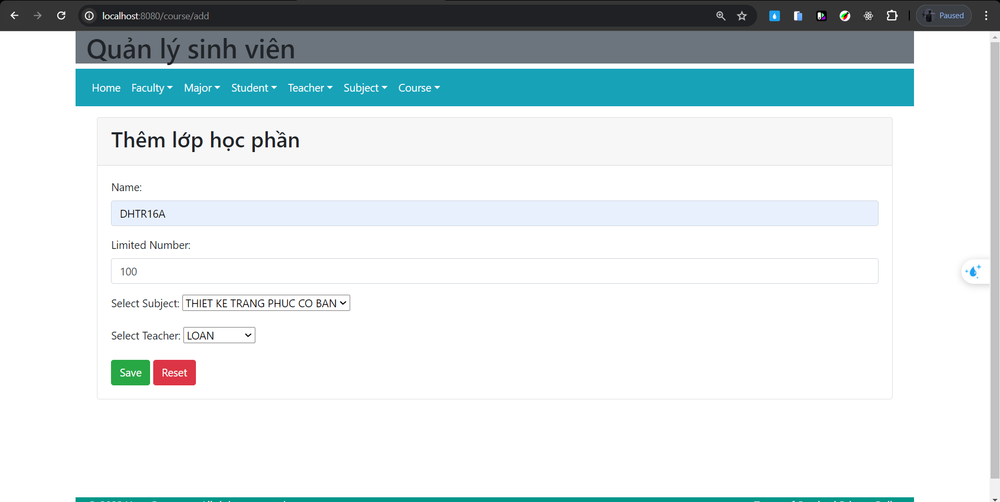 localhost:8080/course/add
Paused
Quản lý sinh viên
Home Faculty Major Student Teacher Subject Course
Thêm lớp học phần
Name:
DHTR16A
Limited Number:
100
Select Subject: THIET KE TRANG PHUC CO BAN
Select Teacher: LOAN
Save Reset